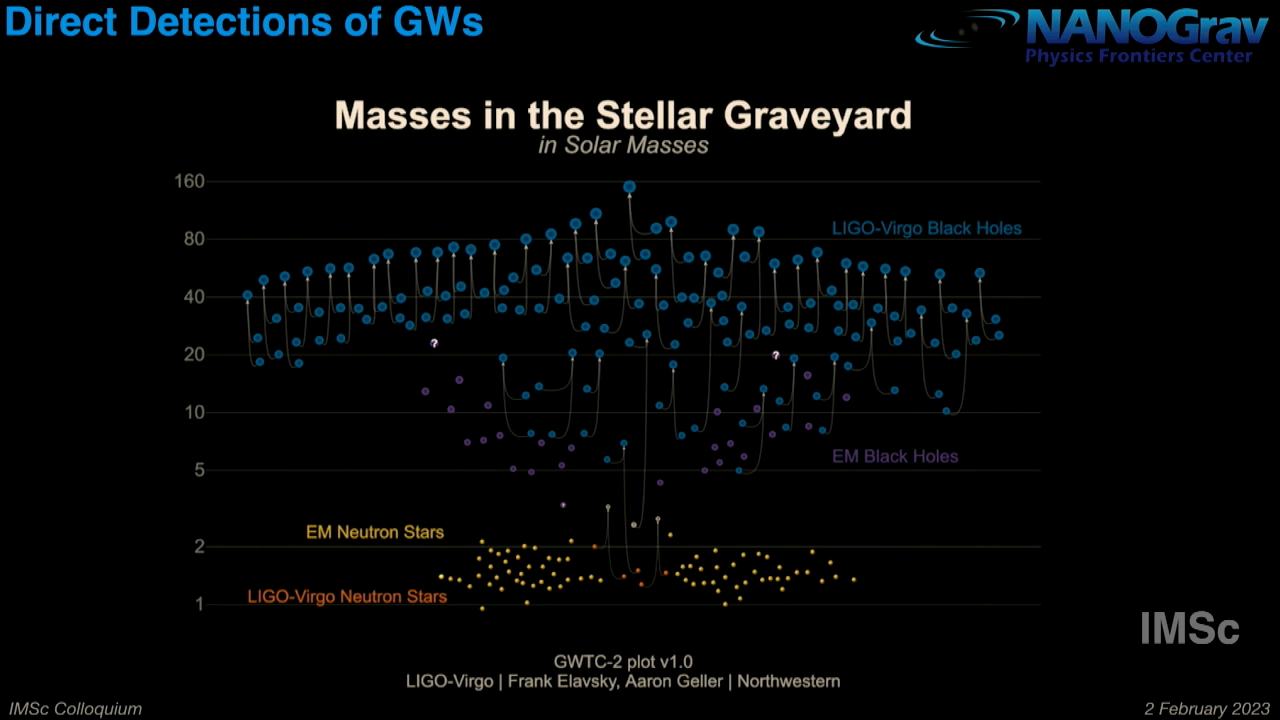 Direct Detections of GWs
NANOGrav
Physics Frontiers Center
Masses in the Stellar Graveyard
in Solar Masses
160
LIGO-Virgo Black Holes
80
40
?
20
?
10
EM Black Holes
5
EM Neutron Stars
2
LIGO-Virgo Neutron Stars
1
IMSc
GWTC-2 plot v1.0
LIGO-Virgo | Frank Elavsky, Aaron Geller | Northwestern
IMSc Colloquium
2 February 2023